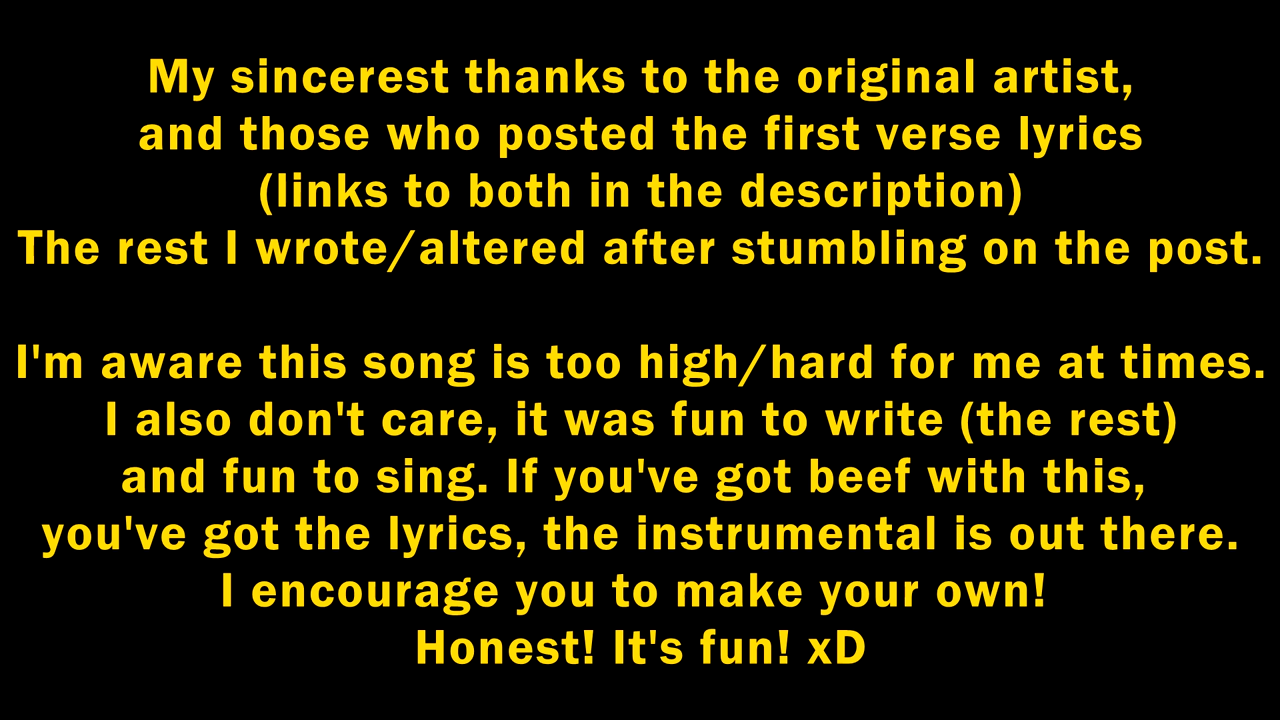 My sincerest thanks to the original artist,
and those who posted the first verse lyrics
(links to both in the description)
The rest I wrote/altered after stumbling on the post.
I'm aware this song is too high/hard for me at times.
I also don't care, it was fun to write (the rest)
and fun to sing. If you've got beef with this,
you've got the lyrics, the instrumental is out there.
I encourage you to make your own!
Honest! It's fun! xD